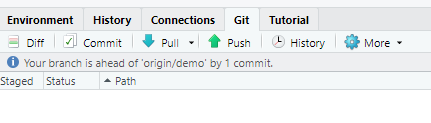 Environment History Connections Git Tutorial
Diff Commit Pull Push History More
Your branch is ahead of 'origin/demo' by 1 commit.
Staged Status Path